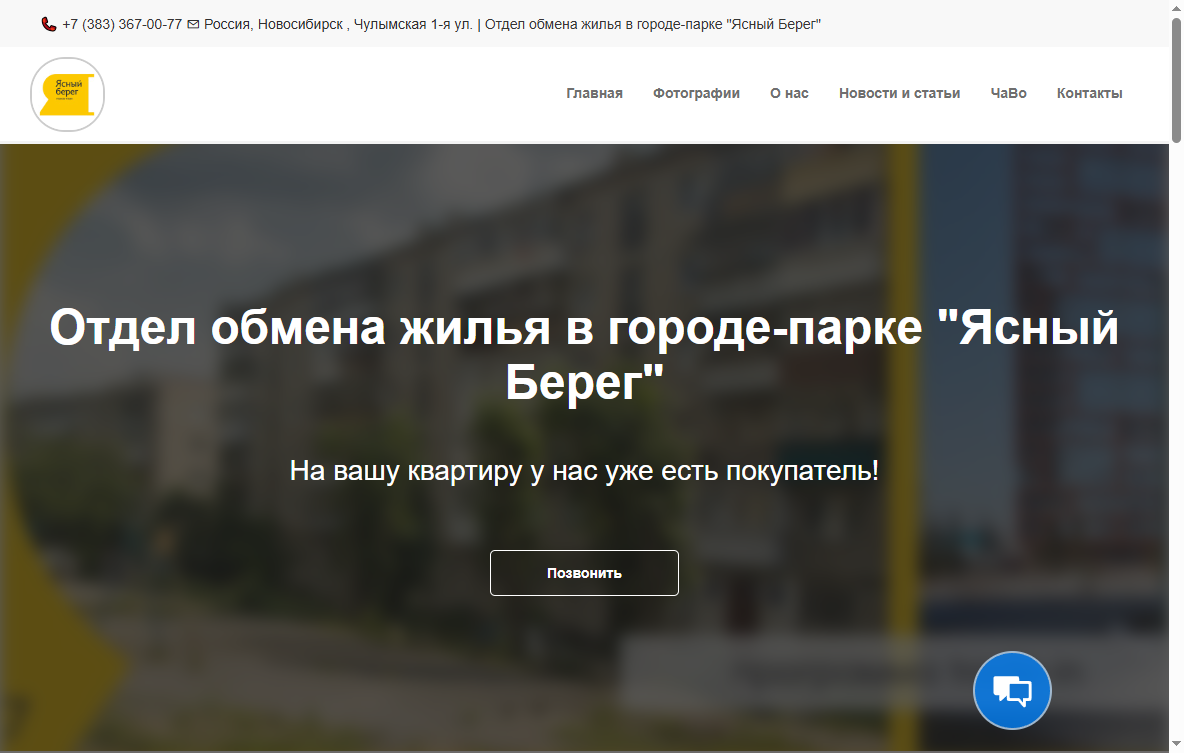 +7 (383) 367-00-77 Россия, Новосибирск , Чулымская 1-я ул. | Отдел обмена жилья в городе-парке "Ясный Берег"
Ясный
берег
Главная Фотографии О нас Новости и статьи ЧаВо Контакты
Отдел обмена жилья в городе-парке "Ясный
Берег"
На вашу квартиру у нас уже есть покупатель!
Позвонить